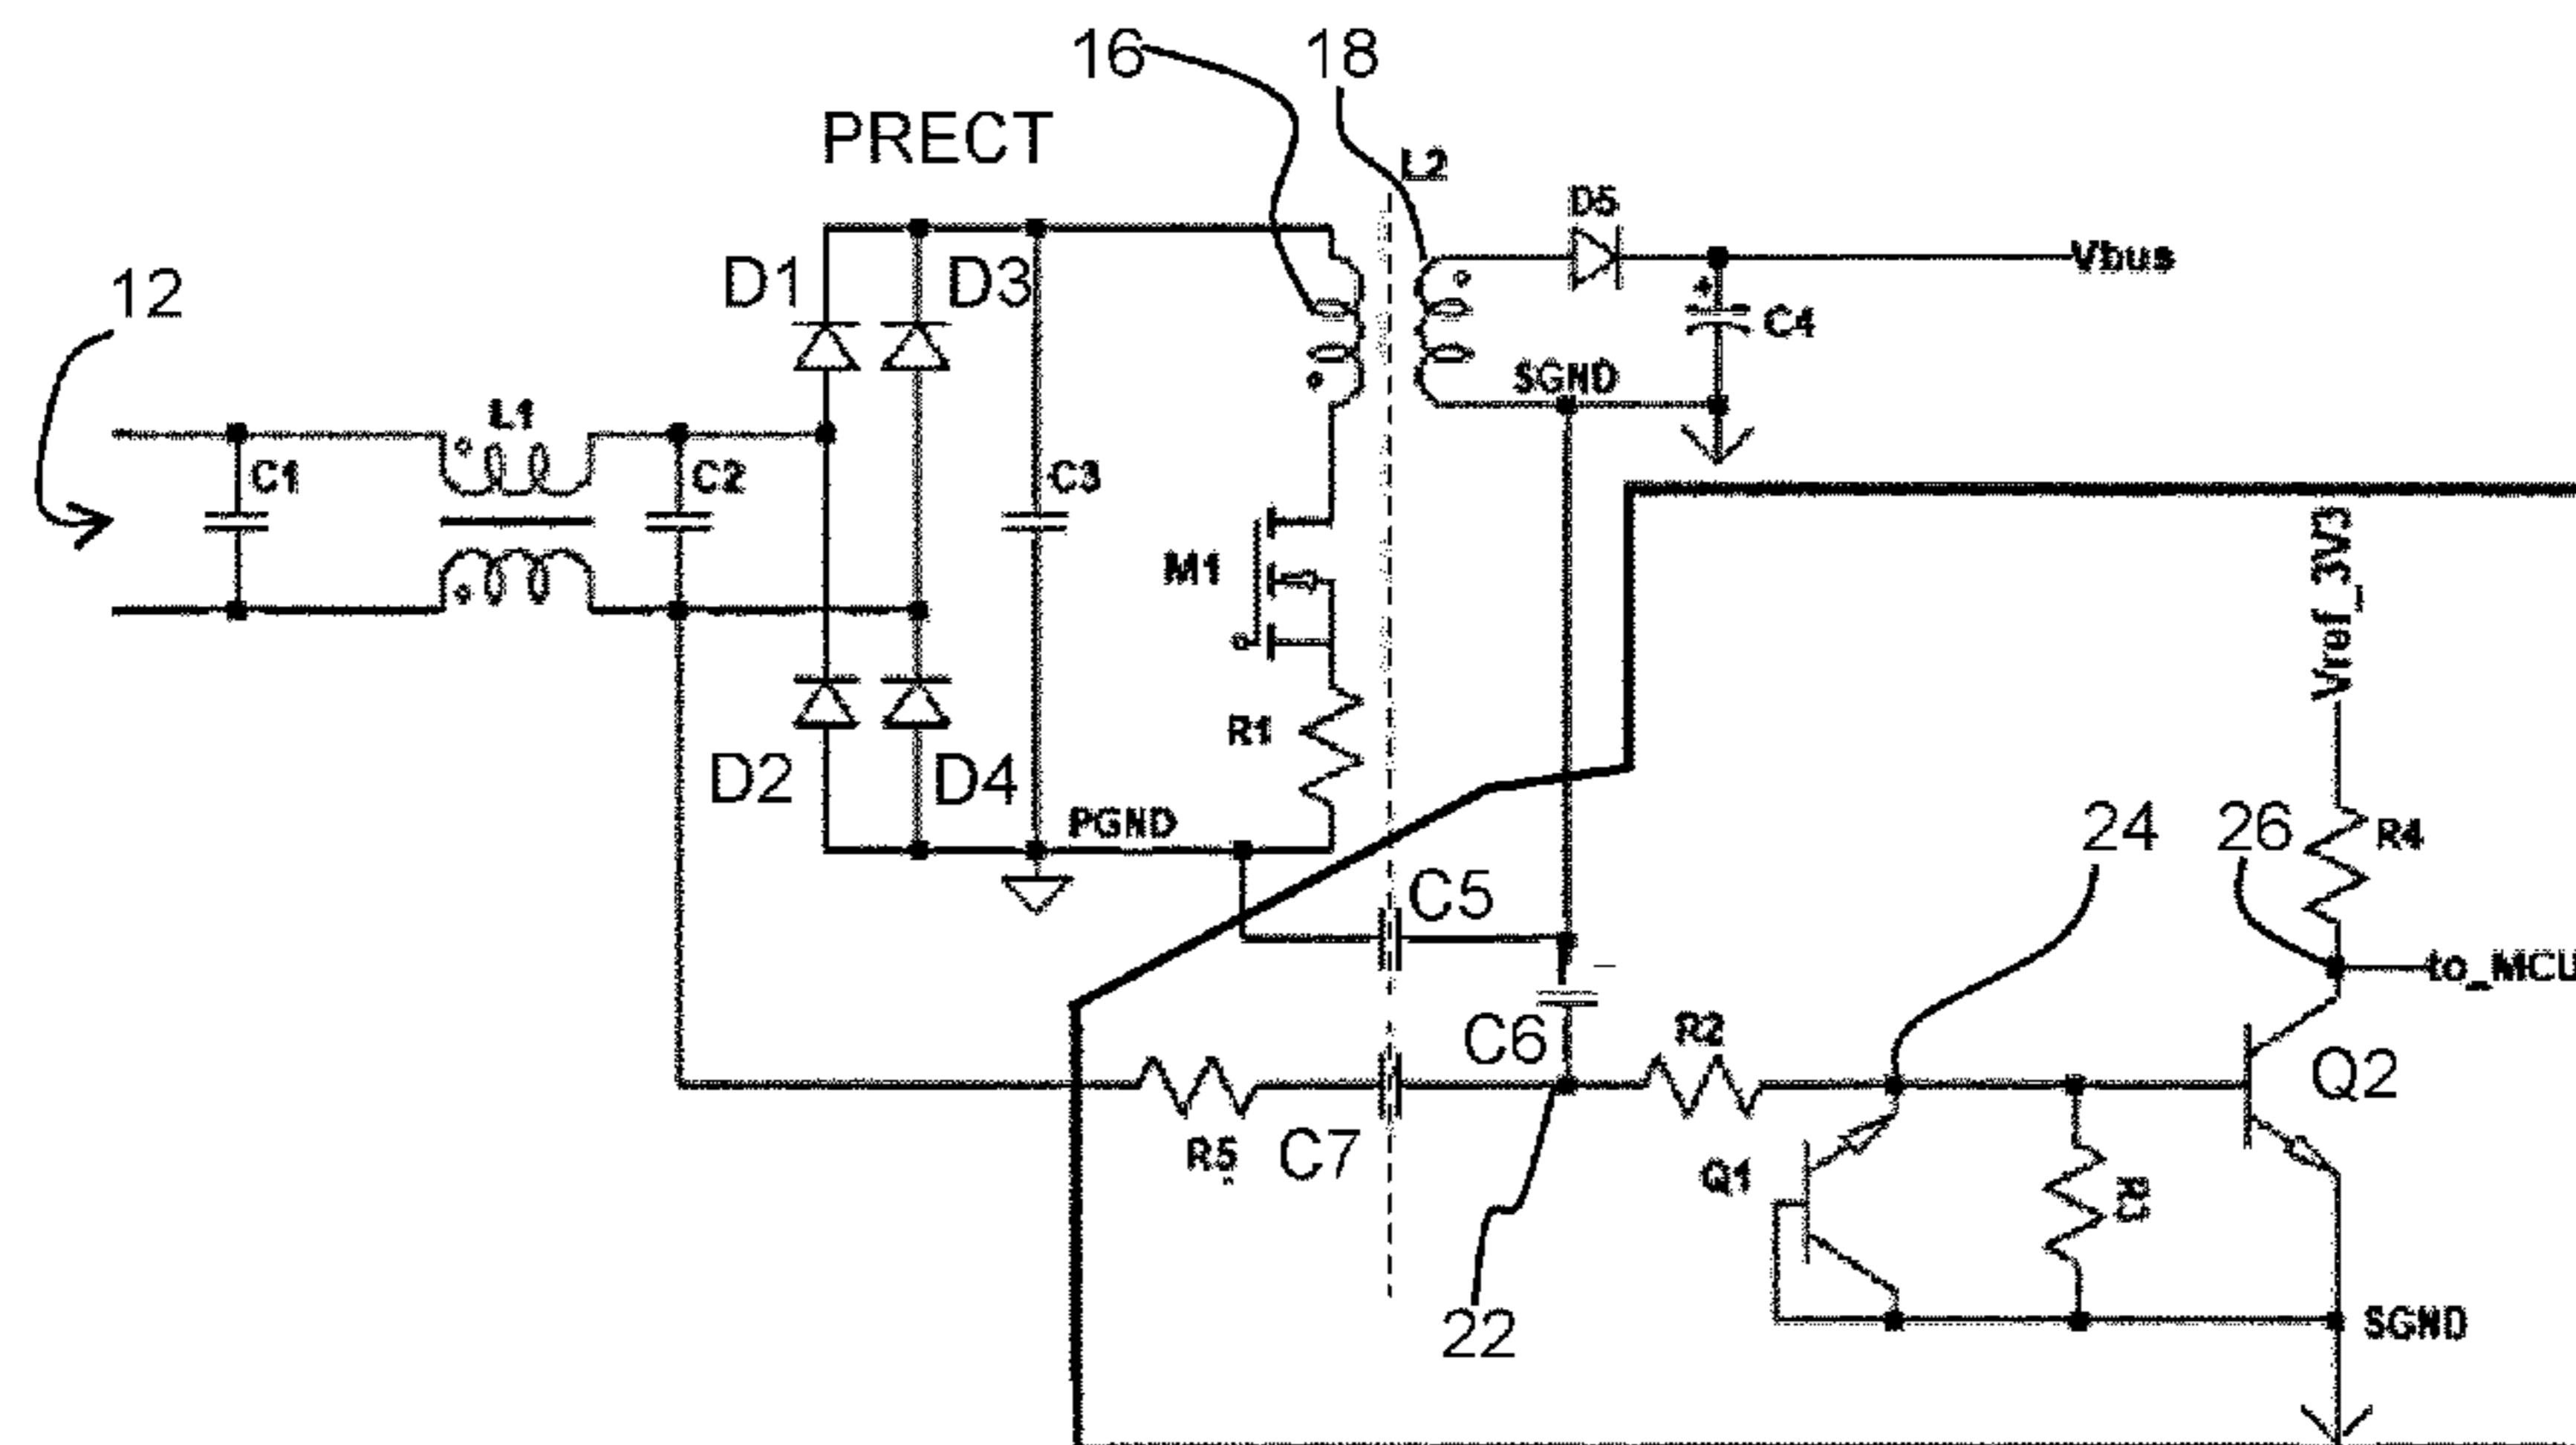 16
18
PRECT
L2
D5
Vbus
12
D1
D3
C4
SGND
L1
C1
C2
C3
M1
Vref_3V3
R1
D2
D4
PGND
24
26
R4
C5
to_MCU
C6
R2
Q2
R5
C7
Q1
R3
22
SGND